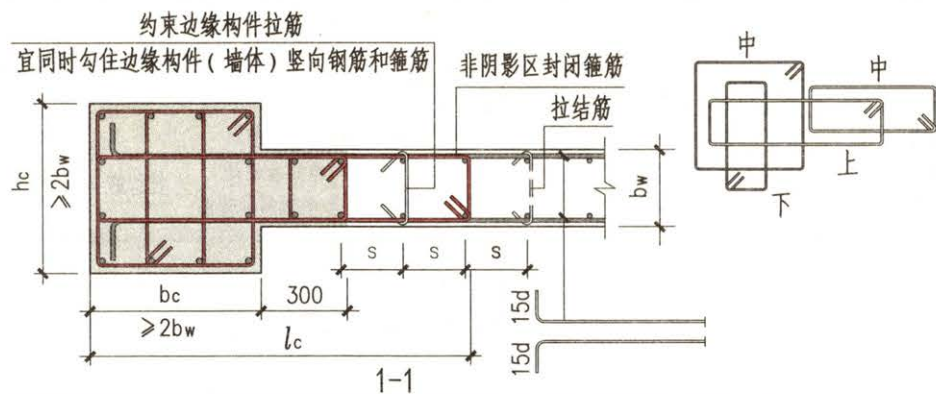 约束边缘构件拉筋
宜同时勾住边缘构件(墙体)竖向钢筋和箍筋
非阴影区封闭箍筋
拉结筋
中
中
上
下
hc
≥2bw
bw
s
s
s
bc
300
≥2bw
lc
15d
15d
1-1